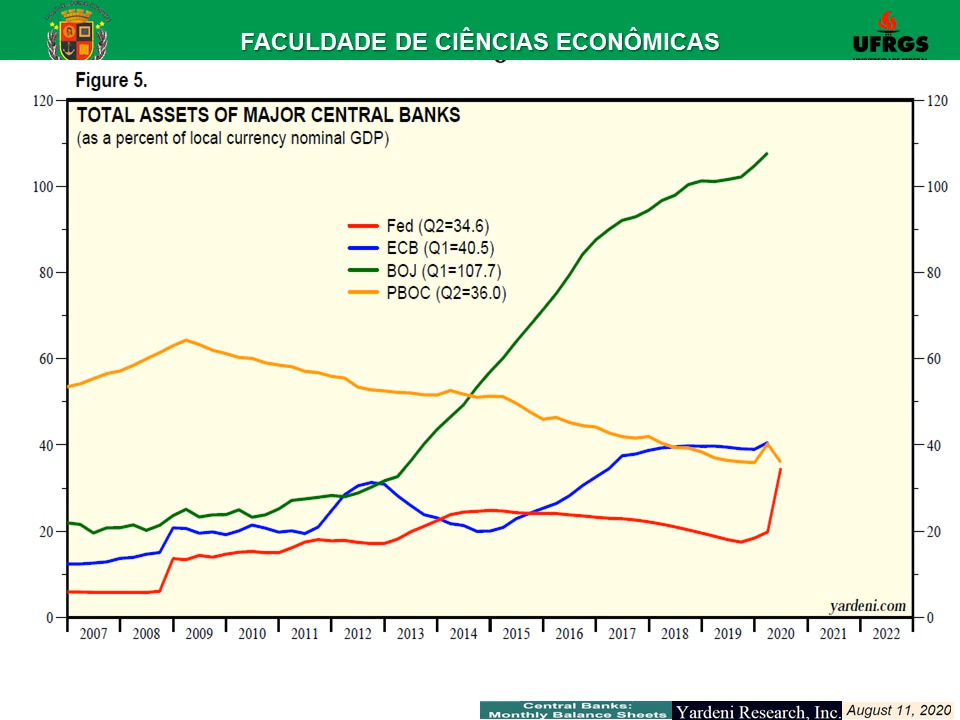 FACULDADE DE CIÊNCIAS ECONÔMICAS
UFRGS
Figure 5.
TOTAL ASSETS OF MAJOR CENTRAL BANKS
(as a percent of local currency nominal GDP)
120 120
100 100
80 80
60 60
40 40
20 20
0 0
Fed (Q2=34.6)
ECB (Q1=40.5)
BOJ (Q1=107.7)
PBOC (Q2=36.0)
yardeni.com
2007 2008 2009 2010 2011 2012 2013 2014 2015 2016 2017 2018 2019 2020 2021 2022
Central Banks:
Monthly Balance Sheets
Yardeni Research, Inc.
August 11, 2020